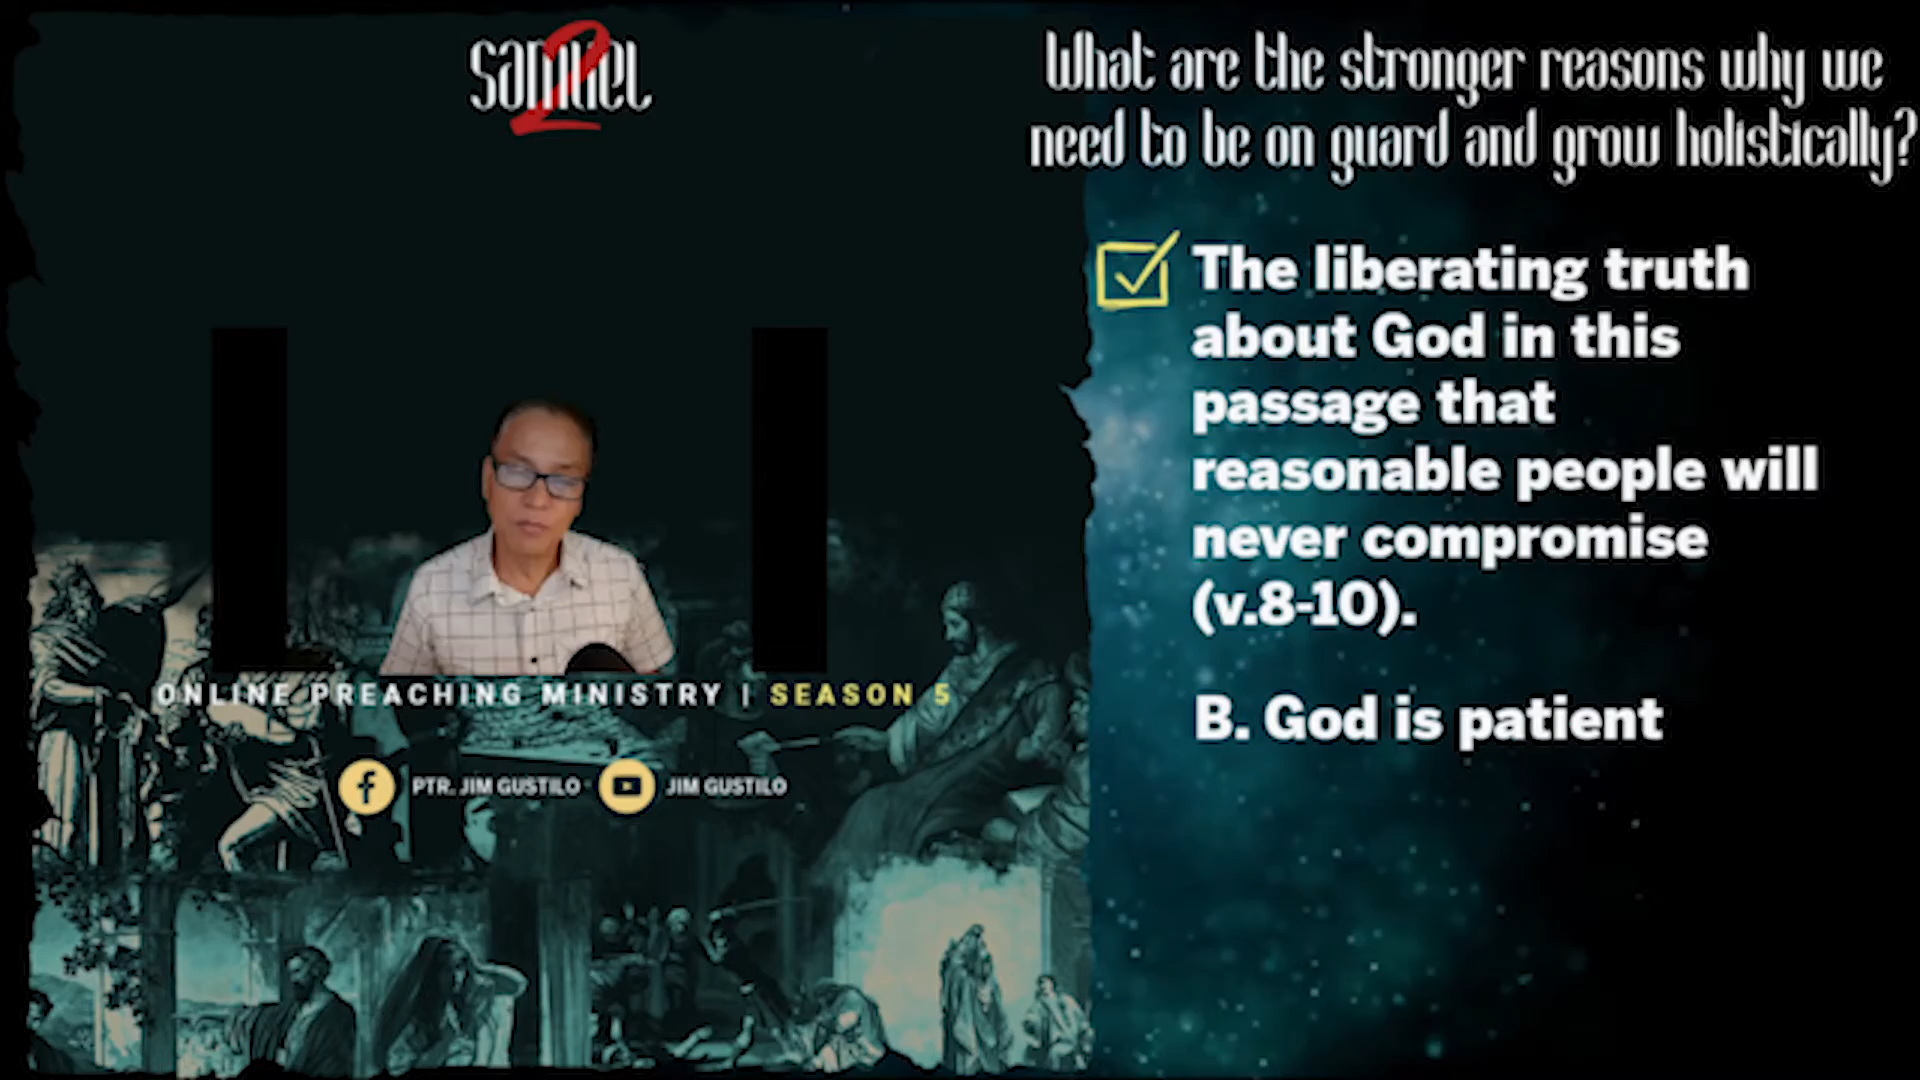 Samuel
2
What are the stronger reasons why we
need to be on guard and grow holistically?
The liberating truth
about God in this
passage that
reasonable people will
never compromise
(v.8-10).
B. God is patient
ONLINE PREACHING MINISTRY | SEASON 5
PTR. JIM GUSTILO JIM GUSTILO